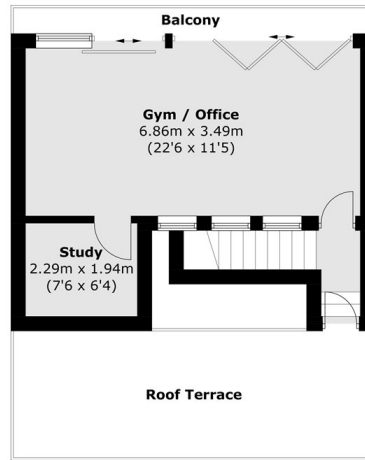 Balcony
Gym / Office
6.86m x 3.49m
(22'6 x 11'5)
Study
2.29m x 1.94m
(7'6 x 6'4)
Roof Terrace